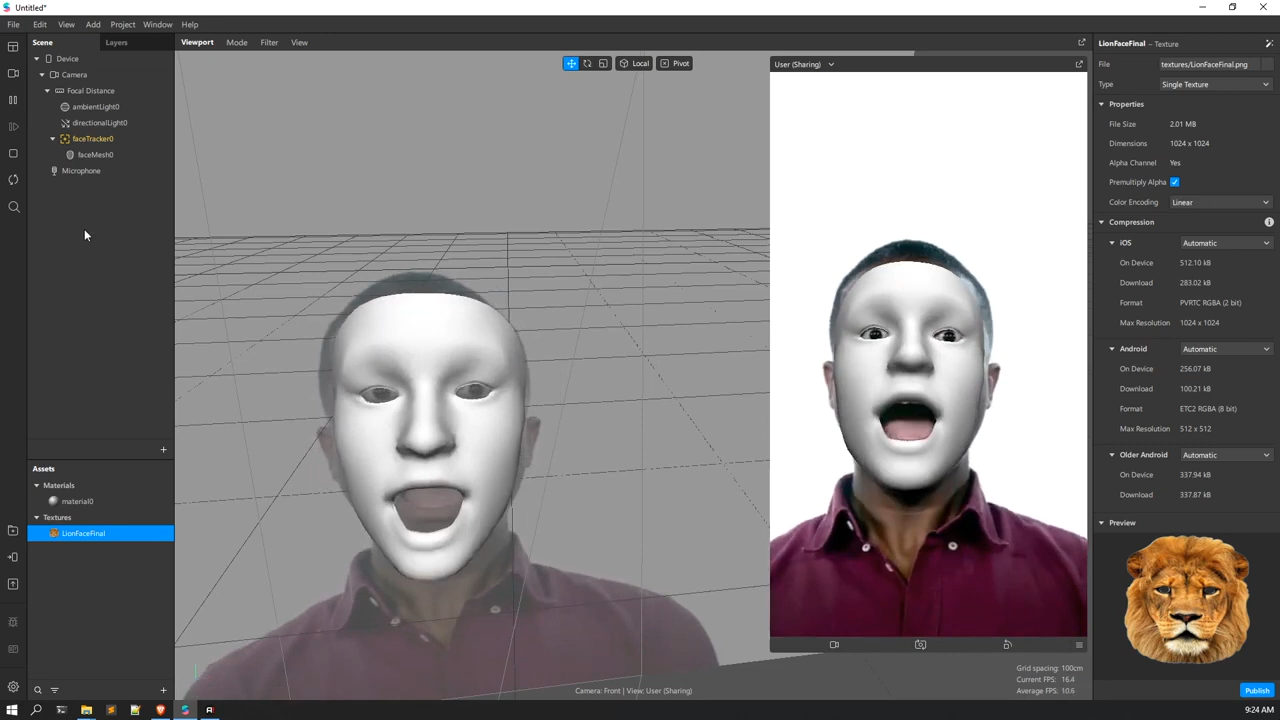 Untitled*
File Edit View Add Project Window Help
Scene Layers
Device
Camera
Focal Distance
ambientLight0
directionalLight0
faceTracker0
faceMesh0
Microphone
Assets
Materials
material0
Textures
LionFaceFinal
Viewport Mode Filter View
Local Pivot
User (Sharing)
Camera: Front | View: User (Sharing)
Grid spacing: 100cm
Current FPS: 16.4
Average FPS: 10.6
LionFaceFinal – Texture
File textures/LionFaceFinal.png
Type Single Texture
Properties
File Size 2.01 MB
Dimensions 1024 x 1024
Alpha Channel Yes
Premultiply Alpha
Color Encoding Linear
Compression
iOS Automatic
On Device 512.10 kB
Download 283.02 kB
Format PVRTC RGBA (2 bit)
Max Resolution 1024 x 1024
Android Automatic
On Device 256.07 kB
Download 100.21 kB
Format ETC2 RGBA (8 bit)
Max Resolution 512 x 512
Older Android Automatic
On Device 337.94 kB
Download 337.87 kB
Preview
Publish
9:24 AM